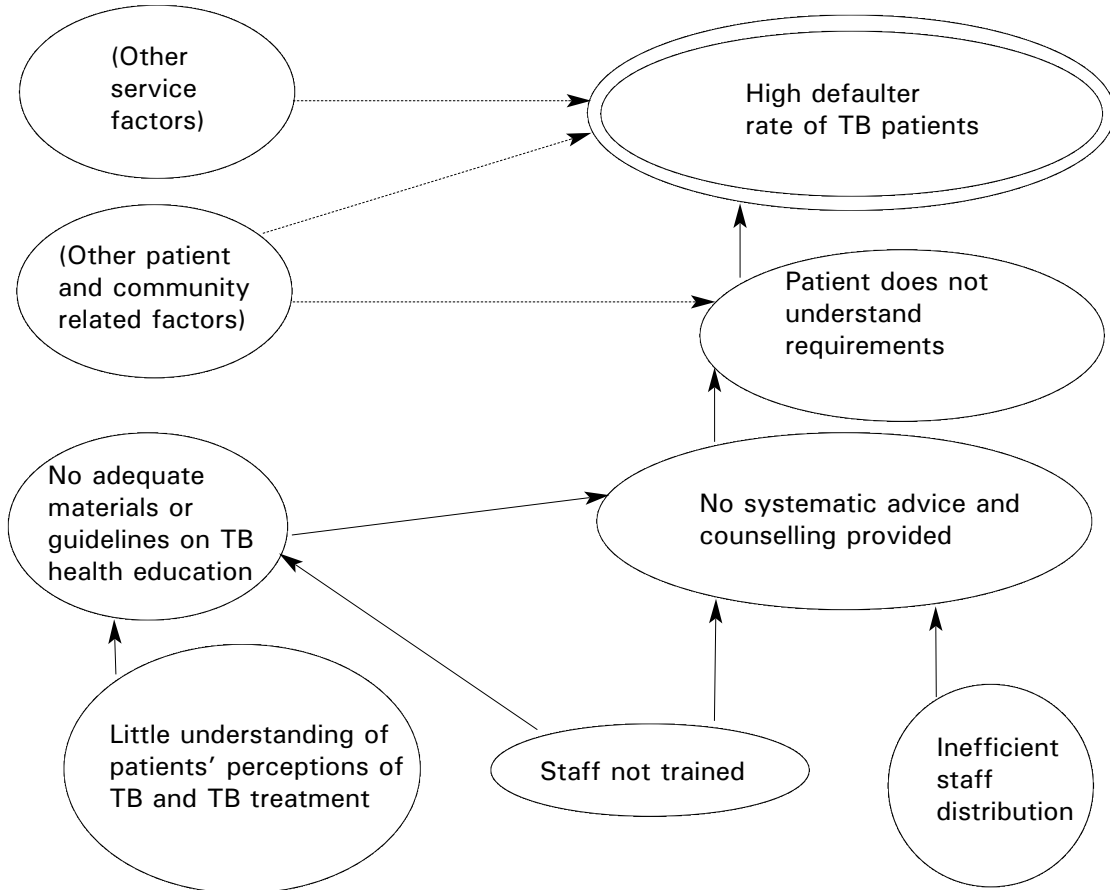 (Other
service
factors)
High defaulter
rate of TB patients
(Other patient
and community
related factors)
Patient does not
understand
requirements
No adequate
materials or
guidelines on TB
health education
No systematic advice and
counselling provided
Little understanding of
patients’ perceptions of
TB and TB treatment
Staff not trained
Inefficient
staff
distribution